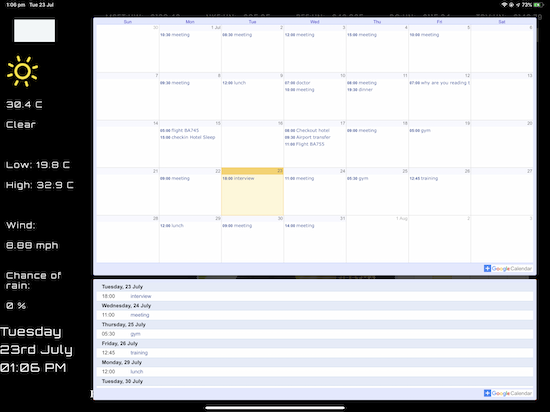 1:00 pm Tue 23 Jul
73%
30.4 C
Clear
Low: 19.8 C
High: 32.9 C
Wind:
8.88 mph
Chance of
rain:
0 %
Tuesday
23rd July
01:06 PM
Sun Mon Tue Wed Thu Fri Sat
30 1 Jul 2 3 4 5 6
meeting 05:30 meeting 13:00 meeting meeting 19:00 meeting
7 8 9 10 11 12 13
06:30 meeting 12:00 lunch 07:00 doctor 09:00 meeting 07:00 why are you reading t
10:00 meeting 19:30 dinner
14 15 16 17 18 19 20
05:00 flight BA745 08:00 Checkout hotel 09:00 meeting 05:00 gym
15:00 checkin Hotel Sleep 09:30 Airport transfer
11:00 Flight BA755
21 22 23 24 25 26 27
06:00 meeting 18:00 interview 11:00 meeting 05:30 gym 12:45 training
28 29 30 31 1 Aug 2 3
12:00 lunch 09:00 meeting 14:00 meeting
Google Calendar
Tuesday, 23 July
18:00 interview
Wednesday, 24 July
11:00 meeting
Thursday, 25 July
05:30 gym
Friday, 26 July
12:45 training
Monday, 29 July
12:00 lunch
Tuesday, 30 July
Google Calendar